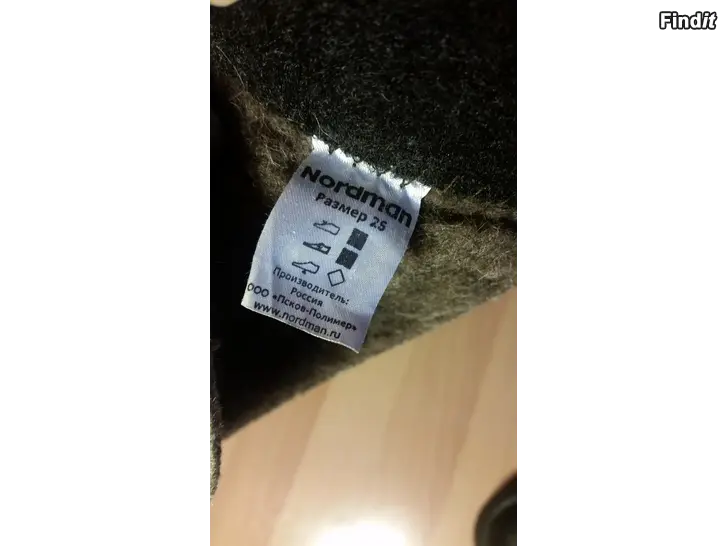 Findit
Nordman
Размер 25
Производитель:
Россия
ООО «Псков-Полимер»
www.nordman.ru